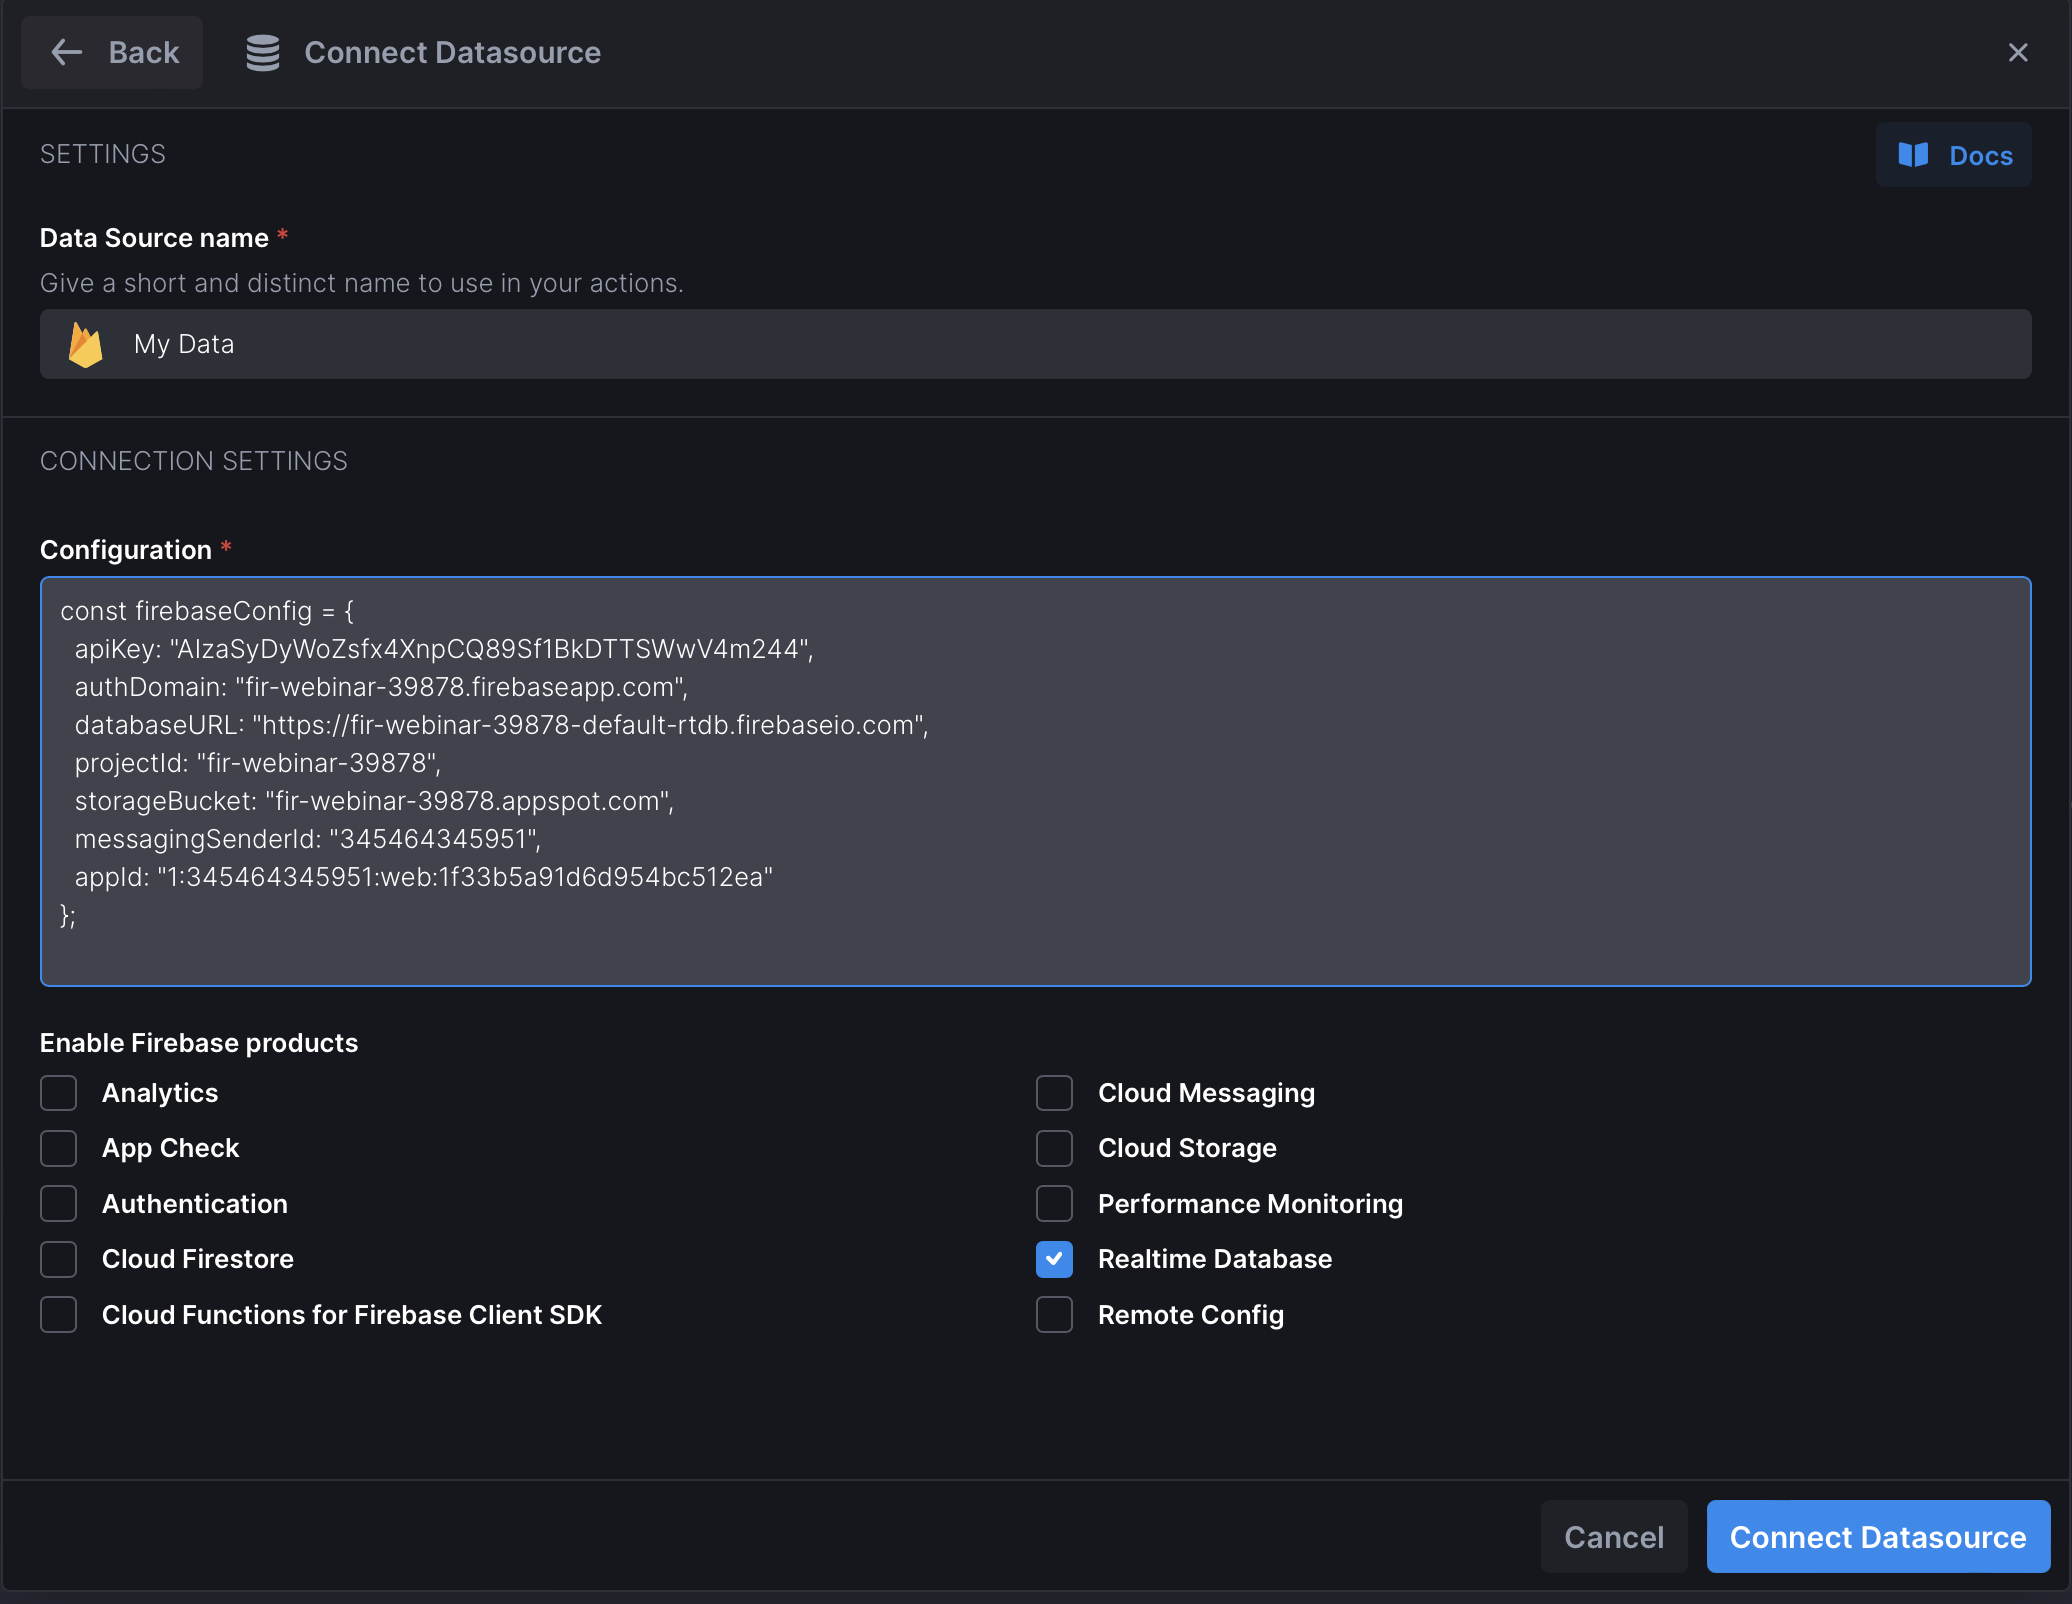 Back
Connect Datasource
SETTINGS
Docs
Data Source name *
Give a short and distinct name to use in your actions.
My Data
CONNECTION SETTINGS
Configuration *
const firebaseConfig = {
apiKey: "AIzaSyDyWoZsfx4XnpCQ89Sf1BkDTTSWwV4m244",
authDomain: "fir-webinar-39878.firebaseapp.com",
databaseURL: "https://fir-webinar-39878-default-rtdb.firebaseio.com",
projectId: "fir-webinar-39878",
storageBucket: "fir-webinar-39878.appspot.com",
messagingSenderId: "345464345951",
appId: "1:345464345951:web:1f33b5a91d6d954bc512ea"
};
Enable Firebase products
Analytics
App Check
Authentication
Cloud Firestore
Cloud Functions for Firebase Client SDK
Cloud Messaging
Cloud Storage
Performance Monitoring
Realtime Database
Remote Config
Cancel
Connect Datasource